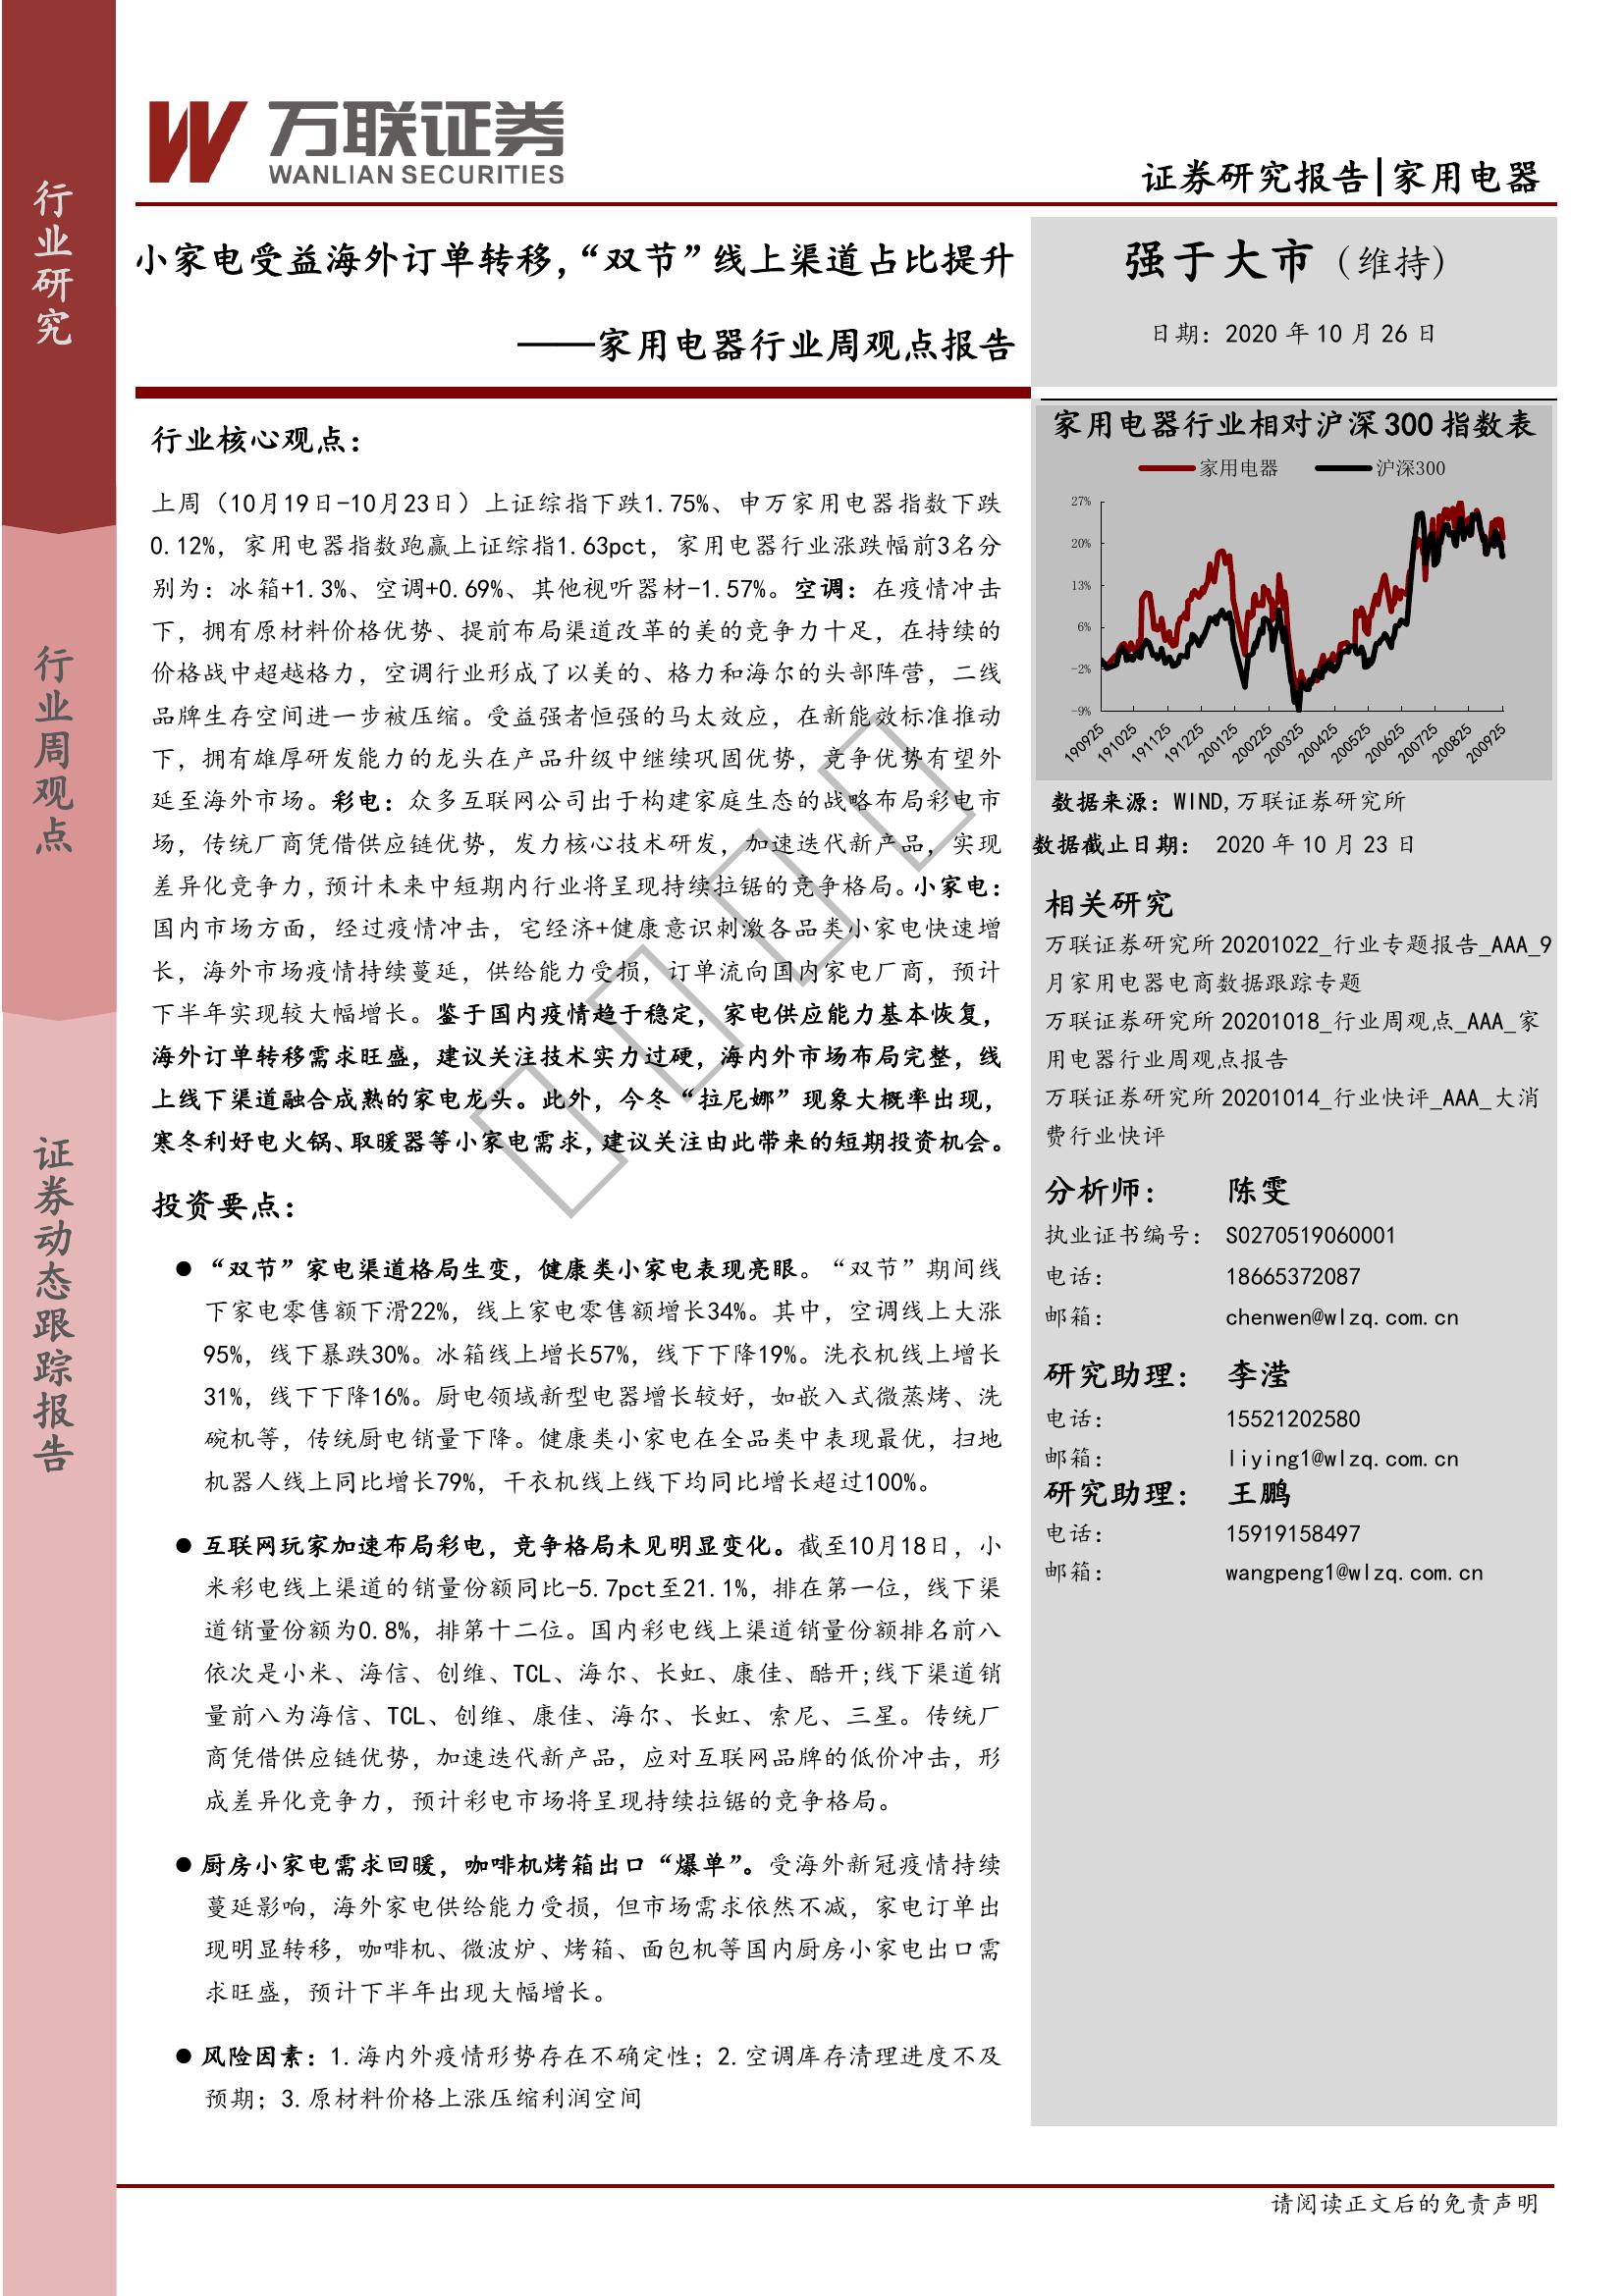 万联证券
WANLIAN SECURITIES
证券研究报告|家用电器
行业研究
行业周观点
证券动态跟踪报告
小家电受益海外订单转移，“双节”线上渠道占比提升
——家用电器行业周观点报告
强于大市（维持）
日期：2020 年 10 月 26 日
行业核心观点：
上周（10月19日-10月23日）上证综指下跌1.75%、申万家用电器指数下跌
0.12%，家用电器指数跑赢上证综指1.63pct，家用电器行业涨跌幅前3名分
别为：冰箱+1.3%、空调+0.69%、其他视听器材-1.57%。空调：在疫情冲击
下，拥有原材料价格优势、提前布局渠道改革的美的竞争力十足，在持续的
价格战中超越格力，空调行业形成了以美的、格力和海尔的头部阵营，二线
品牌生存空间进一步被压缩。受益强者恒强的马太效应，在新能效标准推动
下，拥有雄厚研发能力的龙头在产品升级中继续巩固优势，竞争优势有望外
延至海外市场。彩电：众多互联网公司出于构建家庭生态的战略布局彩电市
场，传统厂商凭借供应链优势，发力核心技术研发，加速迭代新产品，实现
差异化竞争力，预计未来中短期内行业将呈现持续拉锯的竞争格局。小家电：
国内市场方面，经过疫情冲击，宅经济+健康意识刺激各品类小家电快速增
长，海外市场疫情持续蔓延，供给能力受损，订单流向国内家电厂商，预计
下半年实现较大幅增长。鉴于国内疫情趋于稳定，家电供应能力基本恢复，
海外订单转移需求旺盛，建议关注技术实力过硬，海内外市场布局完整，线
上线下渠道融合成熟的家电龙头。此外，今冬“拉尼娜”现象大概率出现，
寒冬利好电火锅、取暖器等小家电需求，建议关注由此带来的短期投资机会。
投资要点：
● “双节”家电渠道格局生变，健康类小家电表现亮眼。“双节”期间线
下家电零售额下滑22%，线上家电零售额增长34%。其中，空调线上大涨
95%，线下暴跌30%。冰箱线上增长57%，线下下降19%。洗衣机线上增长
31%，线下下降16%。厨电领域新型电器增长较好，如嵌入式微蒸烤、洗
碗机等，传统厨电销量下降。健康类小家电在全品类中表现最优，扫地
机器人线上同比增长79%，干衣机线上线下均同比增长超过100%。
● 互联网玩家加速布局彩电，竞争格局未见明显变化。截至10月18日，小
米彩电线上渠道的销量份额同比-5.7pct至21.1%，排在第一位，线下渠
道销量份额为0.8%，排第十二位。国内彩电线上渠道销量份额排名前八
依次是小米、海信、创维、TCL、海尔、长虹、康佳、酷开;线下渠道销
量前八为海信、TCL、创维、康佳、海尔、长虹、索尼、三星。传统厂
商凭借供应链优势，加速迭代新产品，应对互联网品牌的低价冲击，形
成差异化竞争力，预计彩电市场将呈现持续拉锯的竞争格局。
● 厨房小家电需求回暖，咖啡机烤箱出口“爆单”。受海外新冠疫情持续
蔓延影响，海外家电供给能力受损，但市场需求依然不减，家电订单出
现明显转移，咖啡机、微波炉、烤箱、面包机等国内厨房小家电出口需
求旺盛，预计下半年出现大幅增长。
● 风险因素：1.海内外疫情形势存在不确定性；2.空调库存清理进度不及
预期；3.原材料价格上涨压缩利润空间
家用电器行业相对沪深 300 指数表
家用电器 沪深300
27%
20%
13%
6%
-2%
-9%
190925 191025 191125 191225 200125 200225 200325 200425 200525 200625 200725 200825 200925
数据来源：WIND,万联证券研究所
数据截止日期： 2020 年 10 月 23 日
相关研究
万联证券研究所 20201022_行业专题报告_AAA_9
月家用电器电商数据跟踪专题
万联证券研究所 20201018_行业周观点_AAA_家
用电器行业周观点报告
万联证券研究所 20201014_行业快评_AAA_大消
费行业快评
分析师： 陈雯
执业证书编号： S0270519060001
电话： 18665372087
邮箱： chenwen@wlzq.com.cn
研究助理： 李滢
电话： 15521202580
邮箱： liying1@wlzq.com.cn
研究助理： 王鹏
电话： 15919158497
邮箱： wangpeng1@wlzq.com.cn
请阅读正文后的免责声明